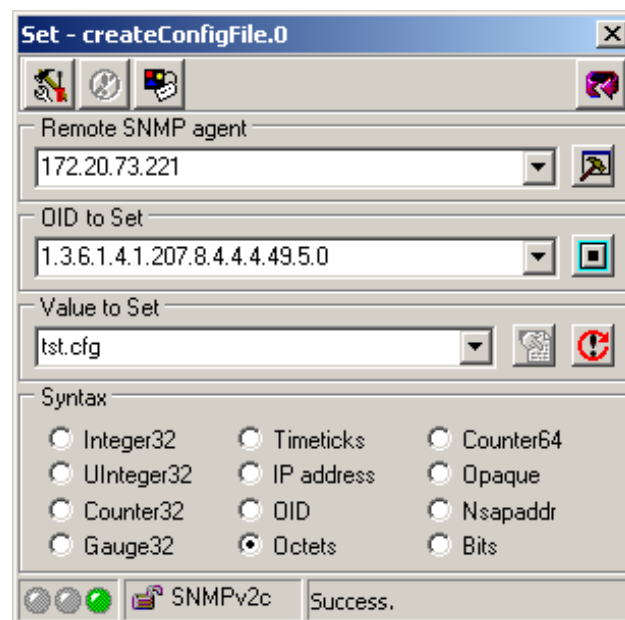 Set - createConfigFile.0
Remote SNMP agent
172.20.73.221
OID to Set
1.3.6.1.4.1.207.8.4.4.4.49.5.0
Value to Set
tst.cfg
Syntax
Integer32 Timeticks Counter64
UInteger32 IP address Opaque
Counter32 OID Nsapaddr
Gauge32 Octets Bits
SNMPv2c Success.